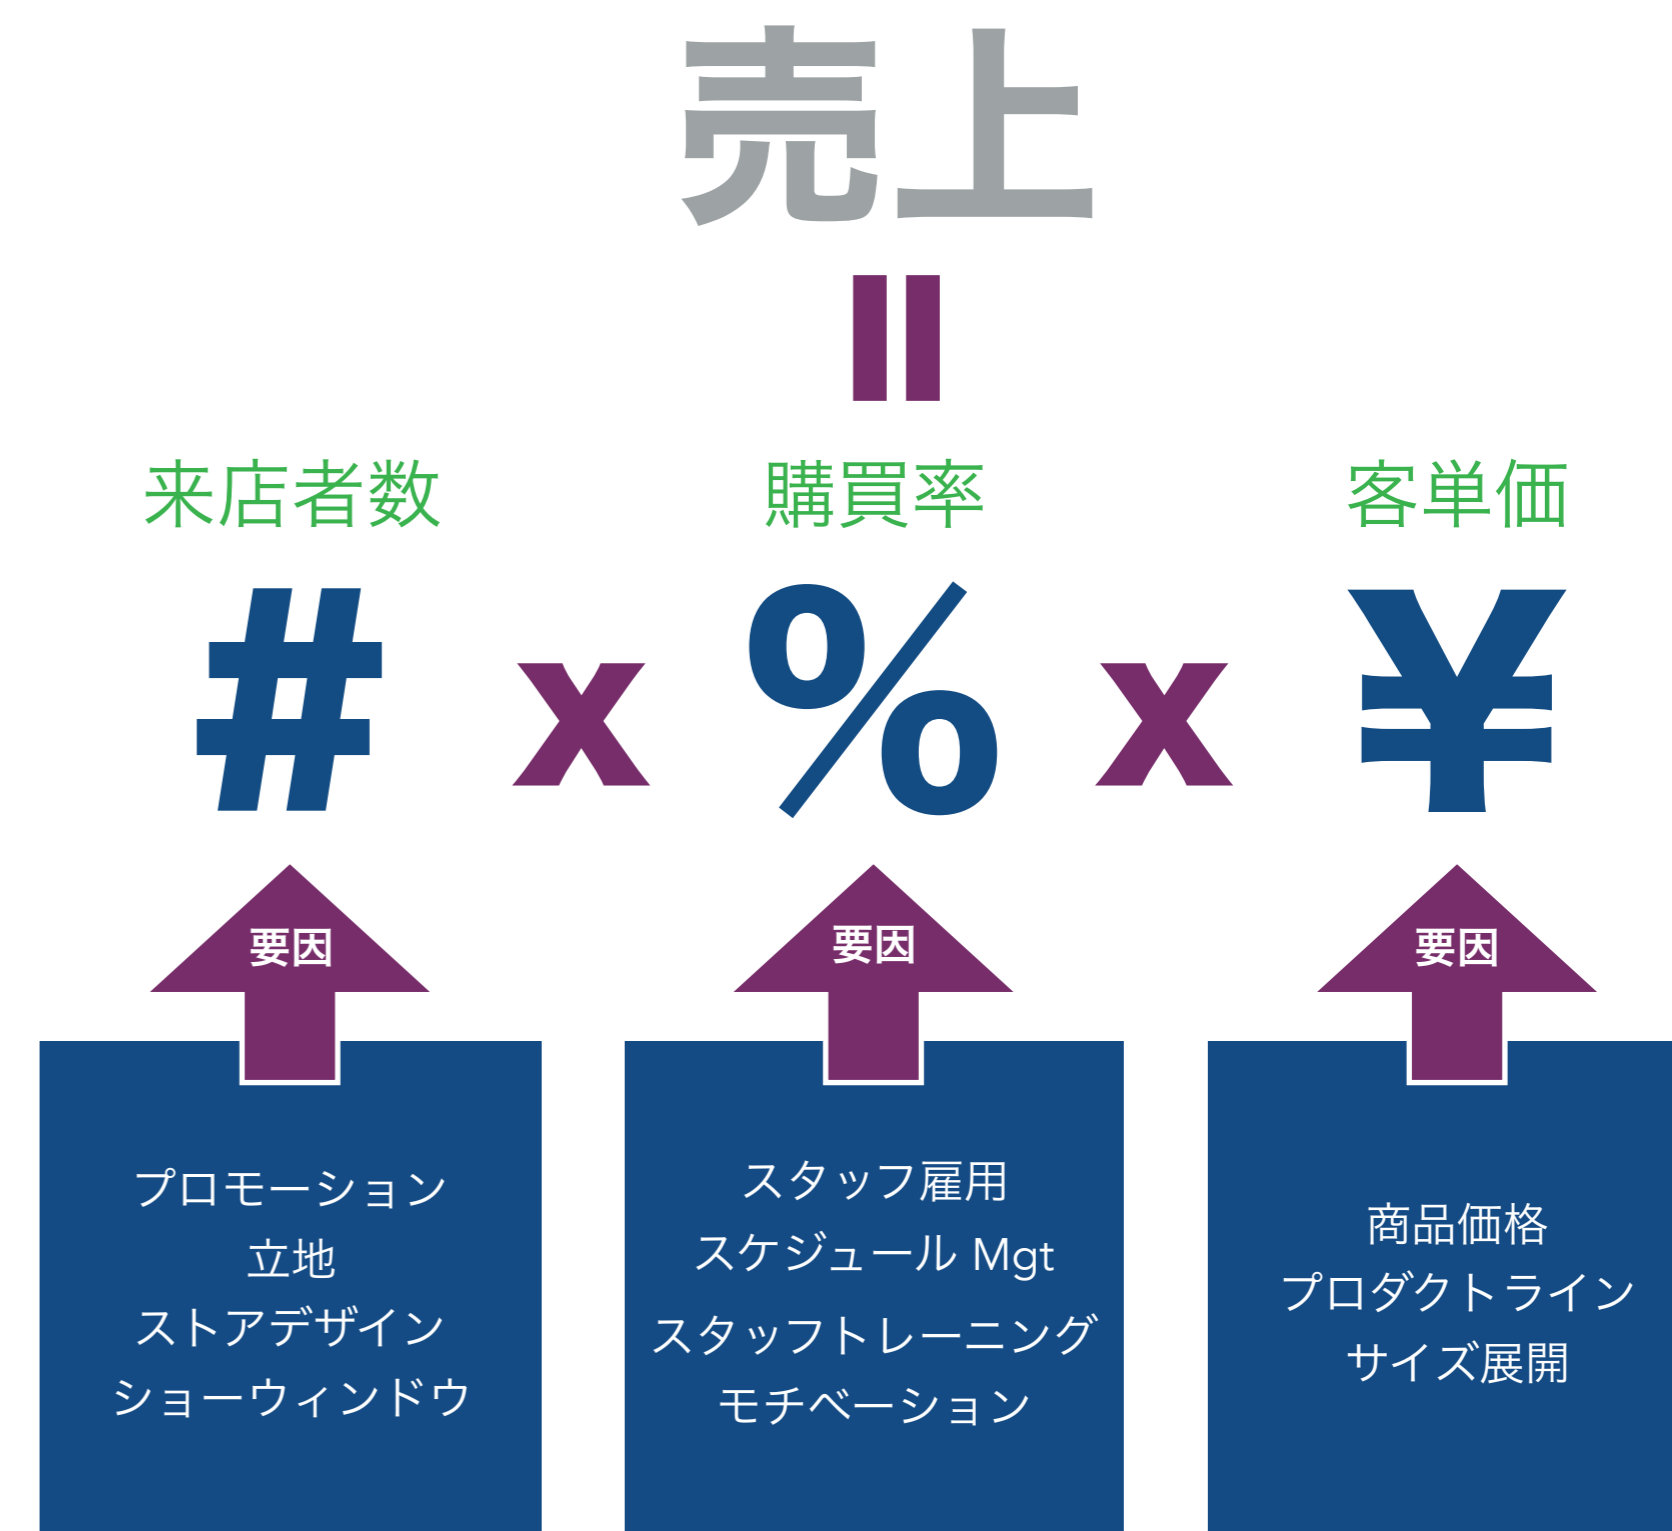 売上
=
来店者数
購買率
客単価
# x % x ¥
要因
要因
要因
プロモーション
立地
ストアデザイン
ショーウィンドウ
スタッフ雇用
スケジュール Mgt
スタッフトレーニング
モチベーション
商品価格
プロダクトライン
サイズ展開